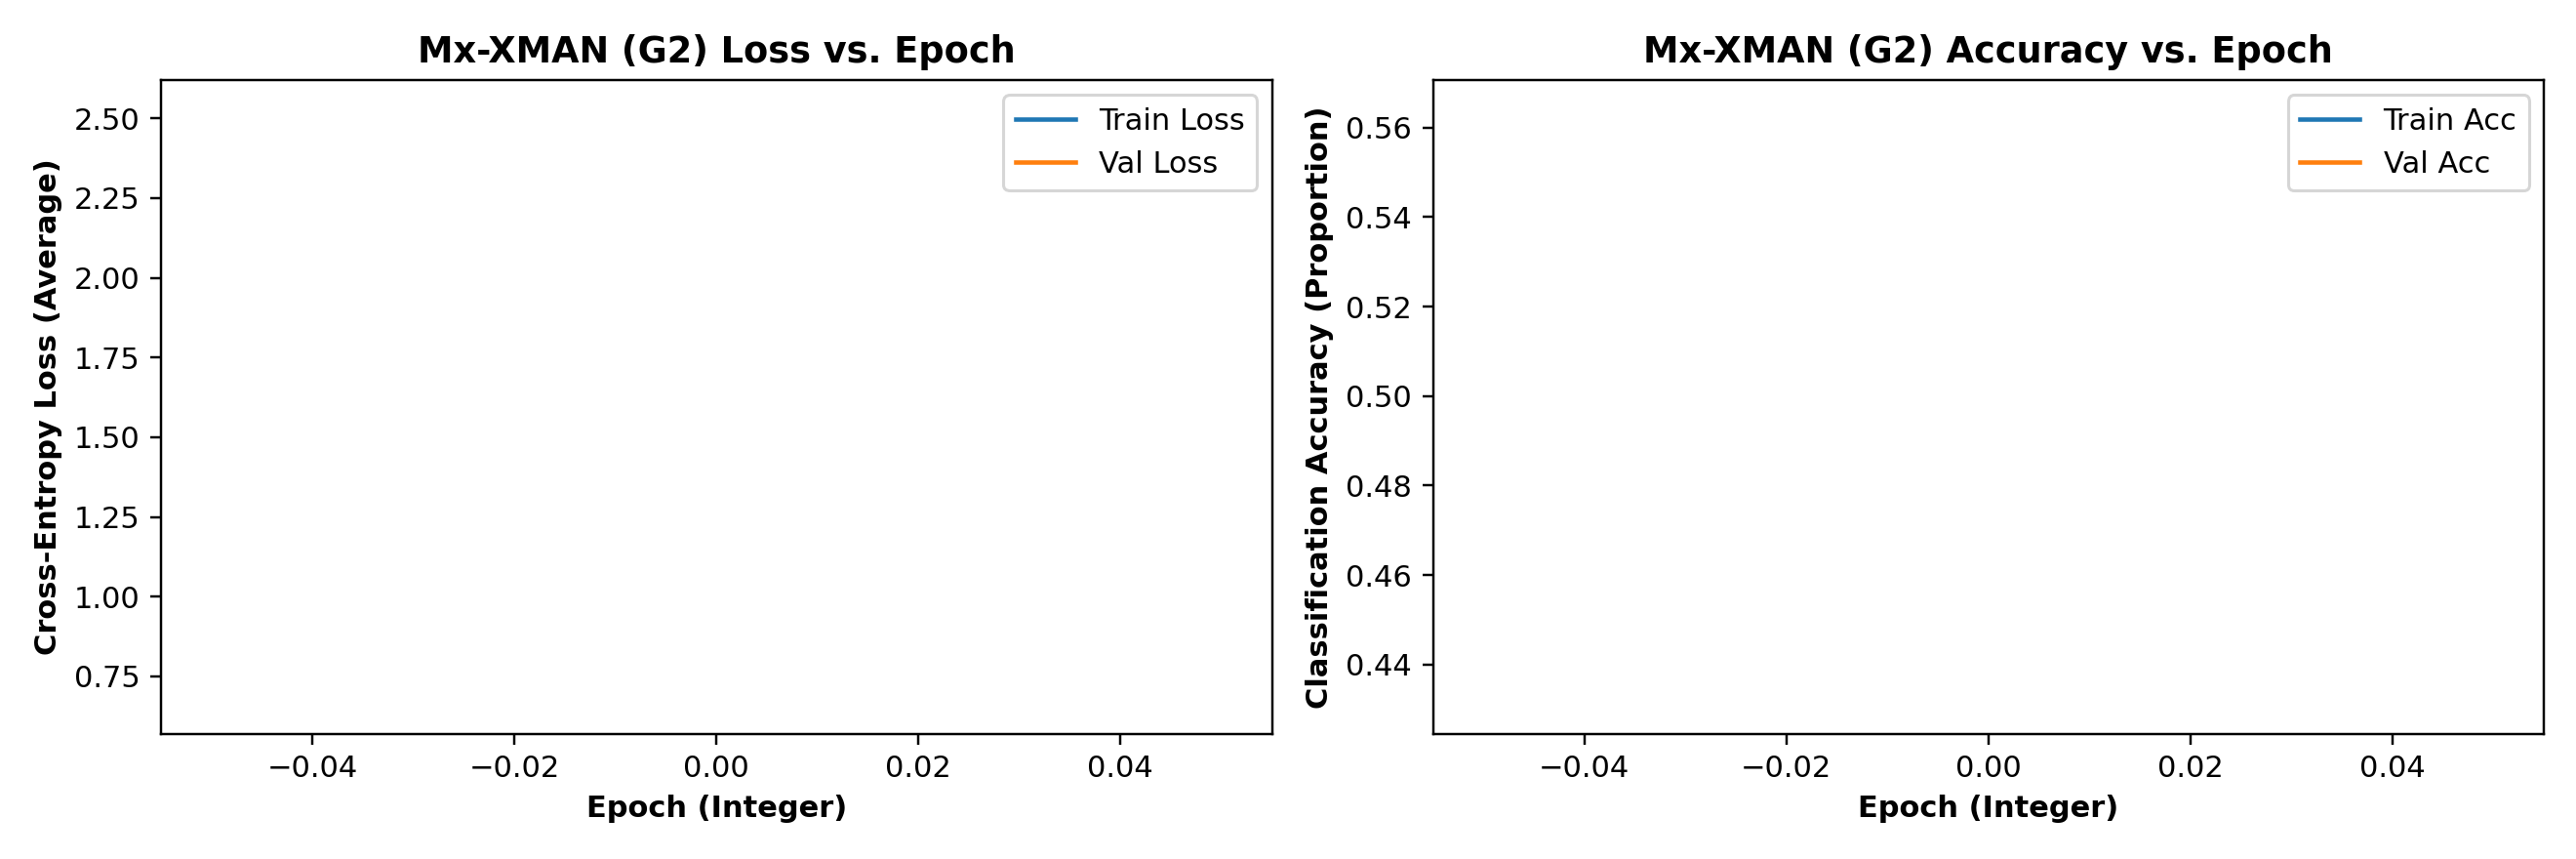 Mx-XMAN (G2) Loss vs. Epoch
Cross-Entropy Loss (Average)
2.50
2.25
2.00
1.75
1.50
1.25
1.00
0.75
Train Loss
Val Loss
−0.04 −0.02 0.00 0.02 0.04
Epoch (Integer)
Mx-XMAN (G2) Accuracy vs. Epoch
Classification Accuracy (Proportion)
0.56
0.54
0.52
0.50
0.48
0.46
0.44
Train Acc
Val Acc
−0.04 −0.02 0.00 0.02 0.04
Epoch (Integer)